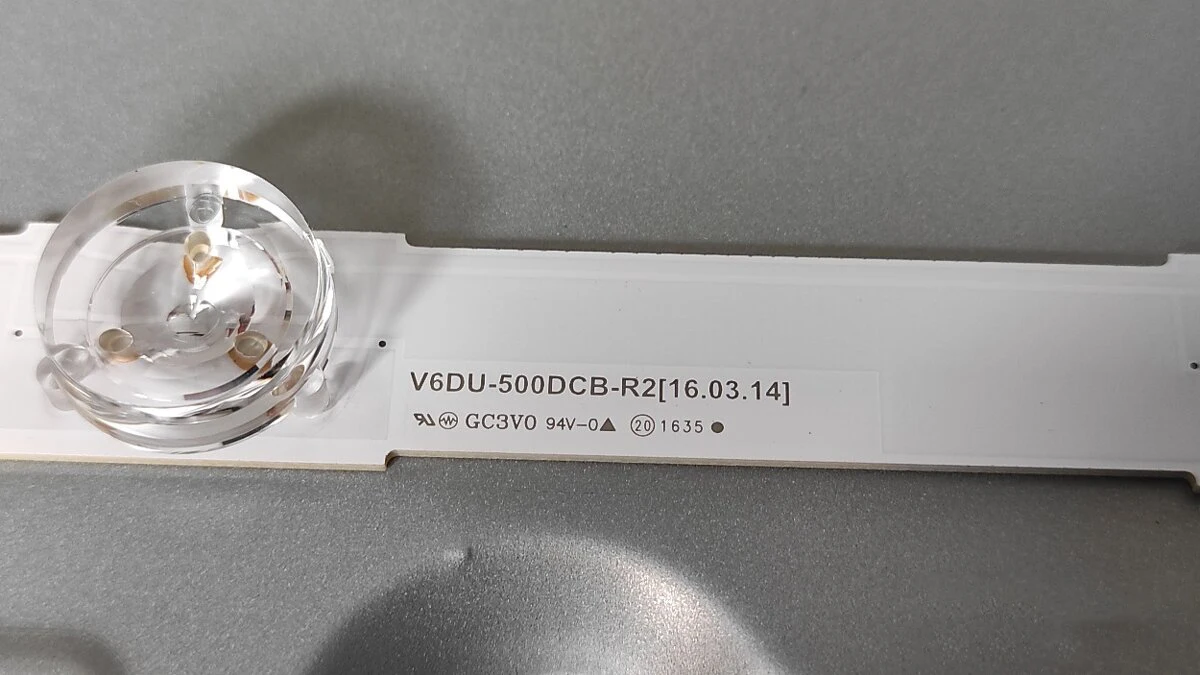 V6DU-500DCB-R2[16.03.14]
GC3V0 94V-0▲ ⑳ 1635 ●